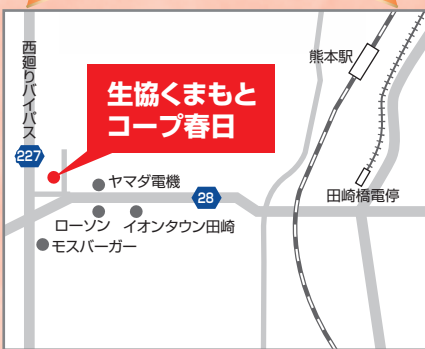 西廻りバイパス
熊本駅
生協くまもと
コープ春日
227
ヤマダ電機
28
田崎橋電停
ローソン
イオンタウン田崎
モスバーガー